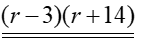 (r − 3)(r + 14)